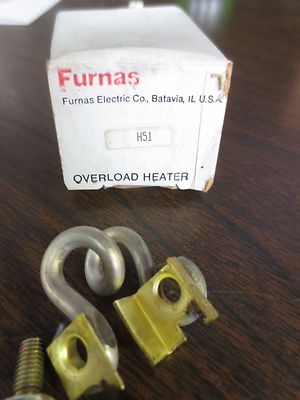 Furnas
Furnas Electric Co., Batavia, IL U.S.A.
H51
OVERLOAD HEATER